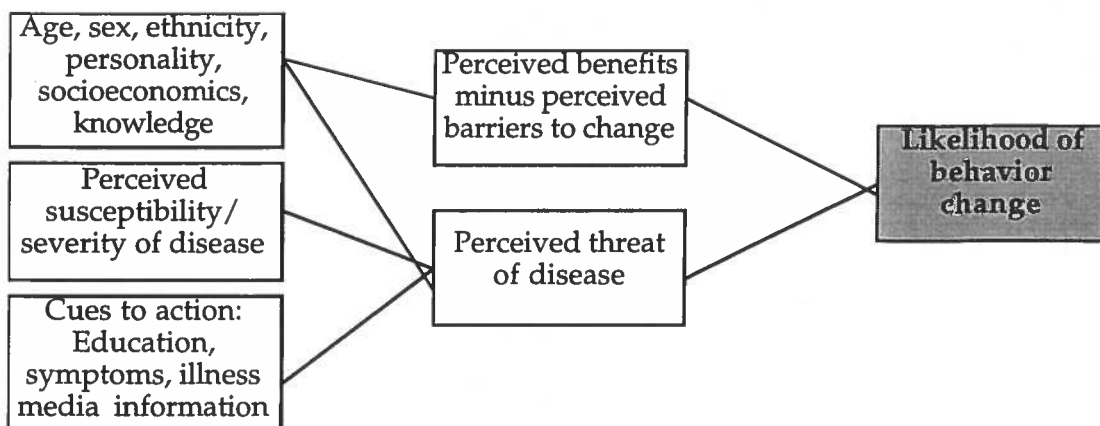 Age, sex, ethnicity,
personality,
socioeconomics,
knowledge
Perceived
susceptibility/
severity of disease
Cues to action:
Education,
symptoms, illness
media information
Perceived benefits
minus perceived
barriers to change
Perceived threat
of disease
Likelihood of
behavior
change